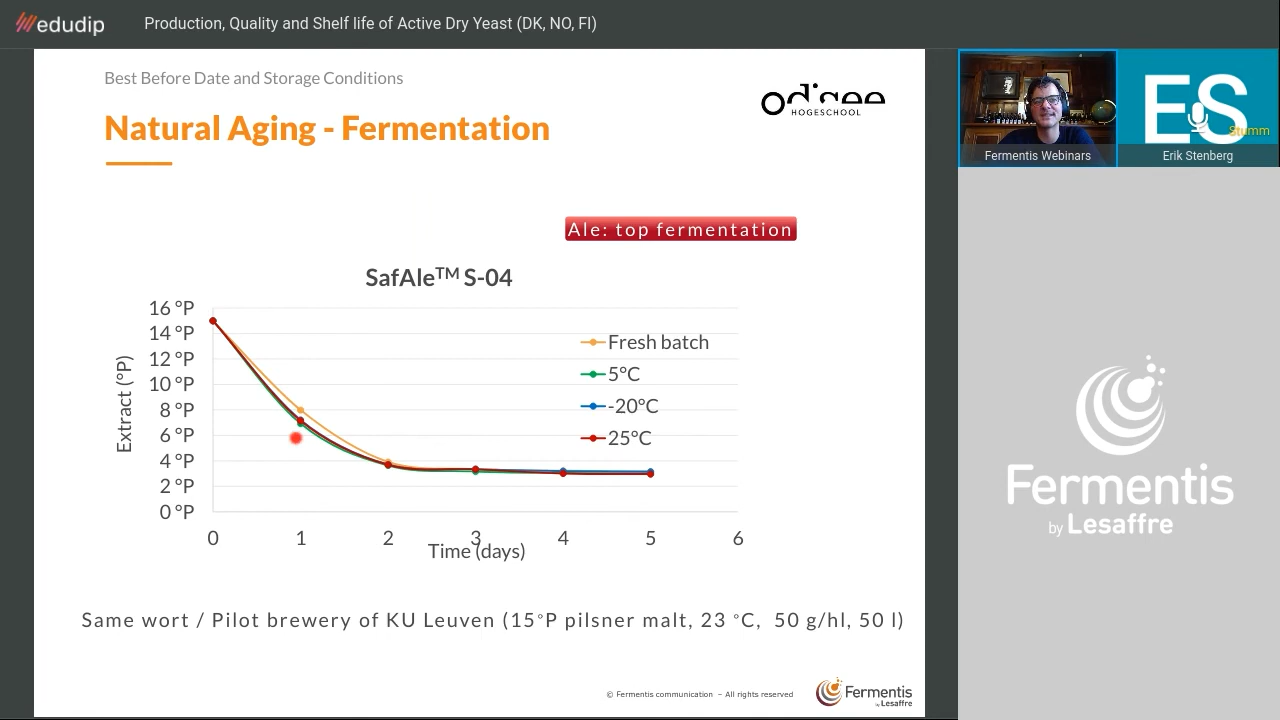 edudip
Production, Quality and Shelf life of Active Dry Yeast (DK, NO, FI)
Best Before Date and Storage Conditions
Natural Aging - Fermentation
Odisee
HOGESCHOOL
Ale: top fermentation
SafAle™ S-04
Extract (°P)
16 °P
14 °P
12 °P
10 °P
8 °P
6 °P
4 °P
2 °P
0 °P
Fresh batch
5°C
-20°C
25°C
0 1 2 3 4 5 6
Time (days)
Same wort / Pilot brewery of KU Leuven (15°P pilsner malt, 23 °C, 50 g/hl, 50 l)
© Fermentis communication – All rights reserved
Fermentis
by Lesaffre
Fermentis Webinars
ES
Stumm
Erik Stenberg
Fermentis
by Lesaffre